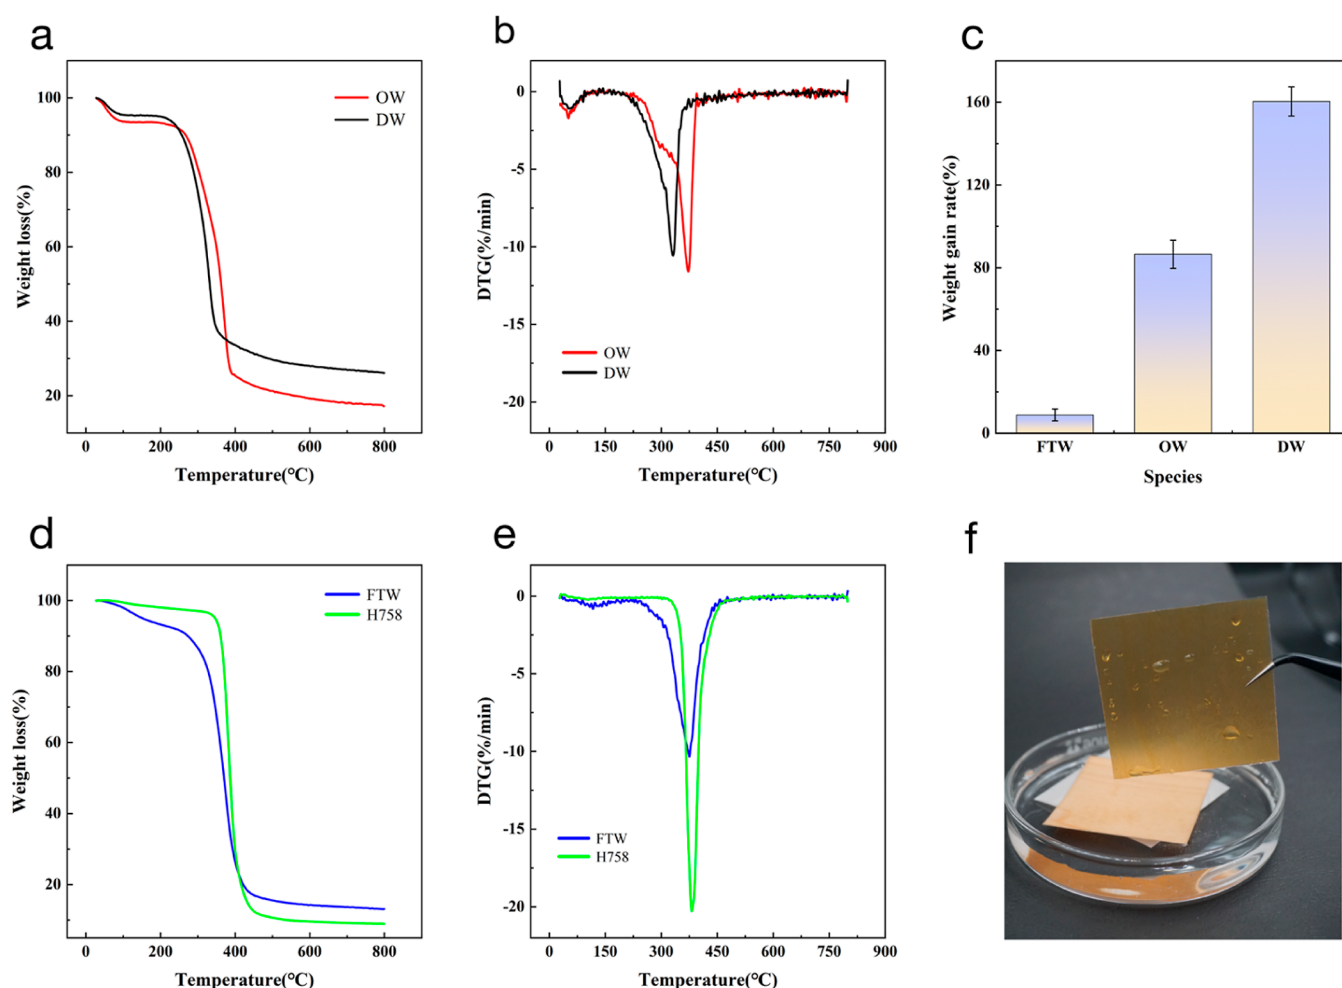 a
b
c
100
80
60
40
20
0
200
400
600
800
Weight loss(%)
Temperature(℃)
OW
DW
0
-5
-10
-15
-20
0
150
300
450
600
750
900
DTG(%/min)
Temperature(℃)
OW
DW
160
120
80
40
0
FTW
OW
DW
Weight gain rate(%)
Species
d
e
f
100
80
60
40
20
0
200
400
600
800
Weight loss(%)
Temperature(℃)
FTW
H758
0
-5
-10
-15
-20
0
150
300
450
600
750
900
DTG(%/min)
Temperature(℃)
FTW
H758